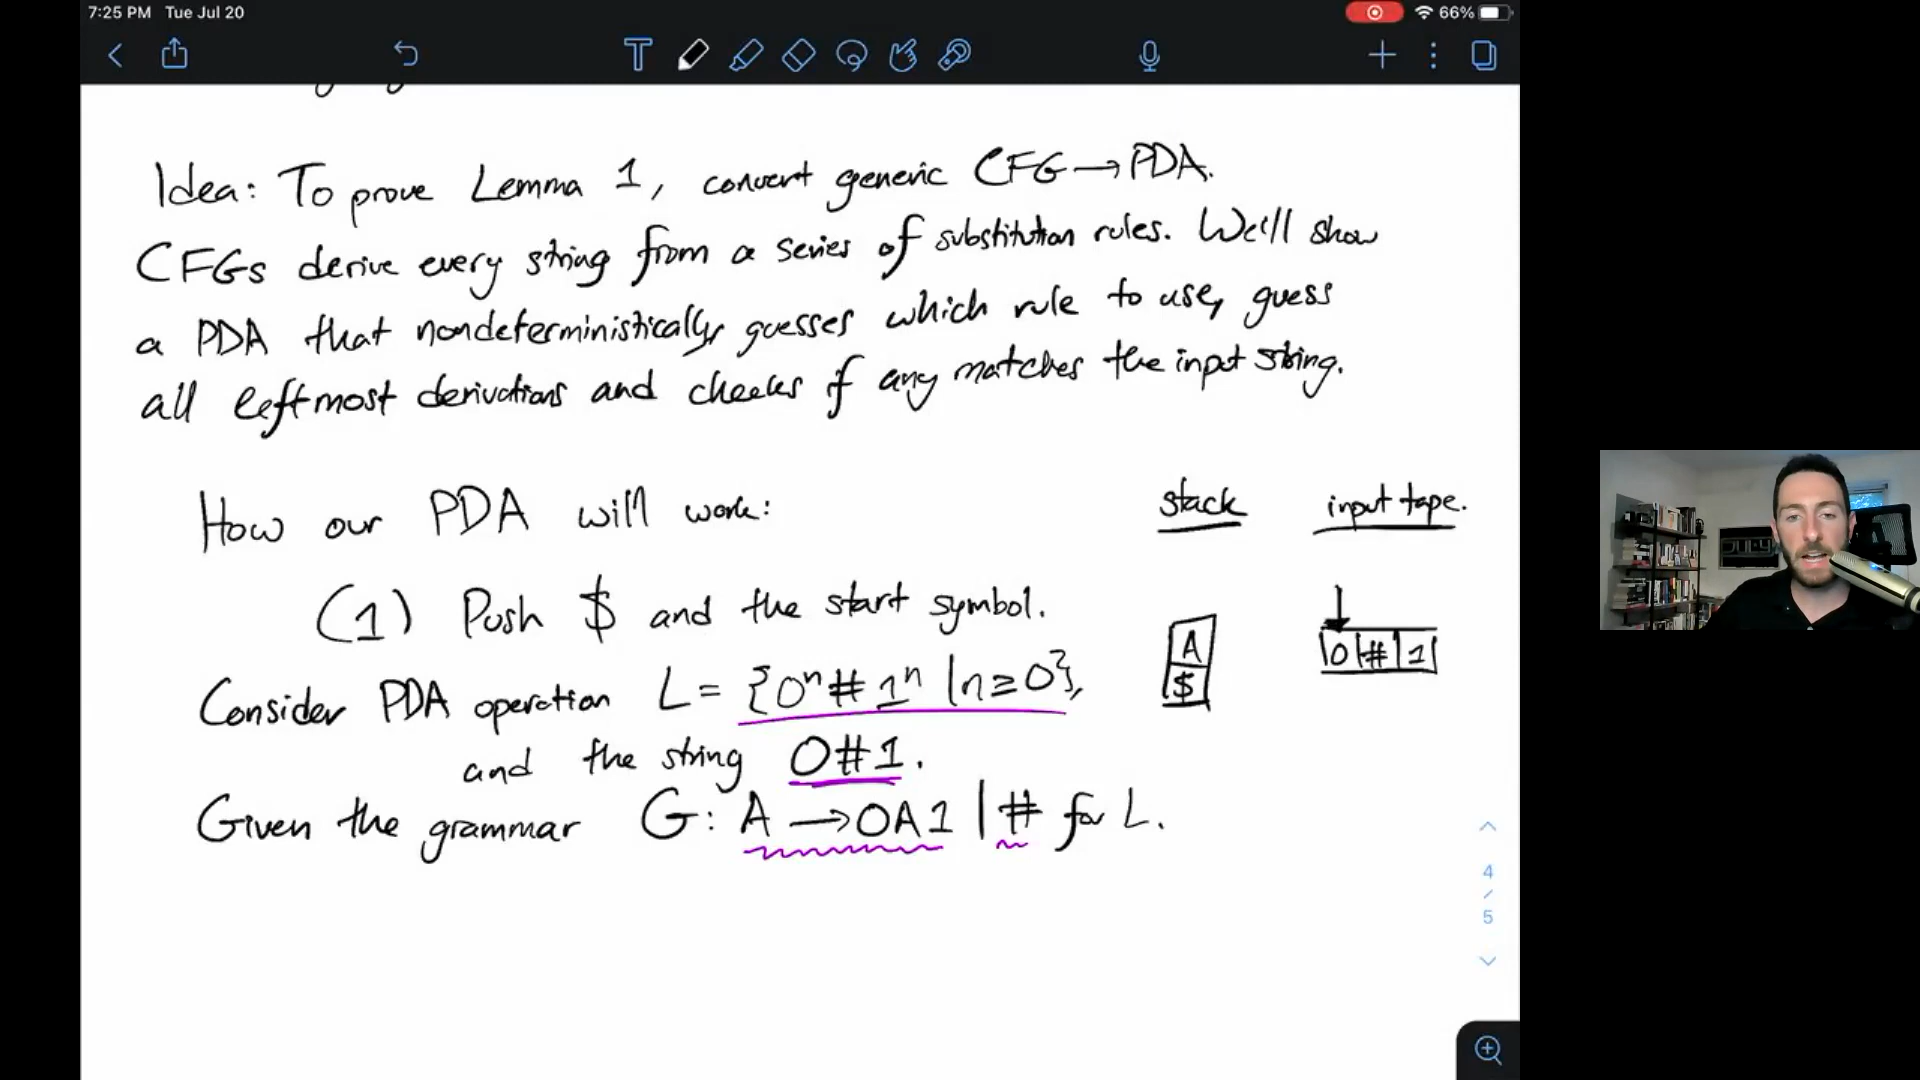 7:25 PM Tue Jul 20
66%
Idea: To prove Lemma 1, convert generic CFG → PDA.
CFGs derive every string from a series of substitution rules. We'll show
a PDA that nondeterministically guesses which rule to use, guess
all leftmost derivations and checks if any matches the input string.
How our PDA will work:
stack
input tape.
(1) Push $ and the start symbol.
A
$
0 # 1
Consider PDA operation L = {0ⁿ#1ⁿ | n ≥ 0},
and the string 0#1.
Given the grammar G: A → 0A1 | # for L.
4
/
5